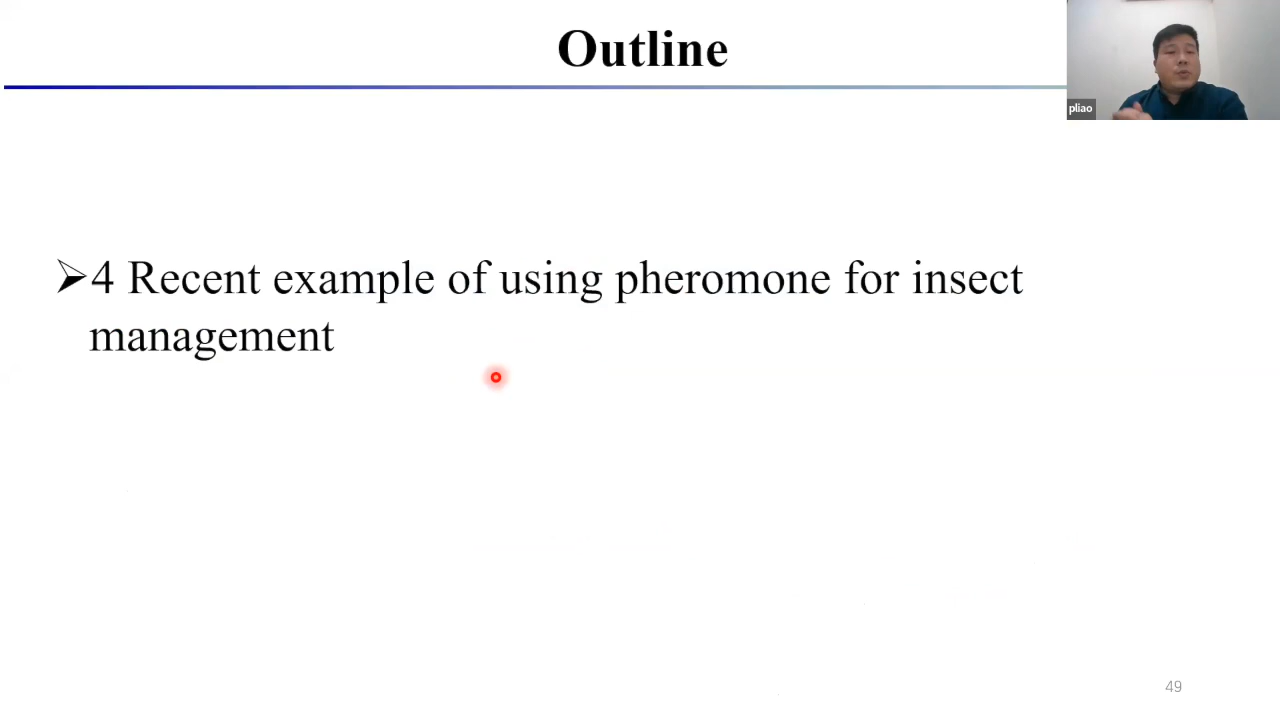 Outline
pliao
➢4 Recent example of using pheromone for insect
management
49